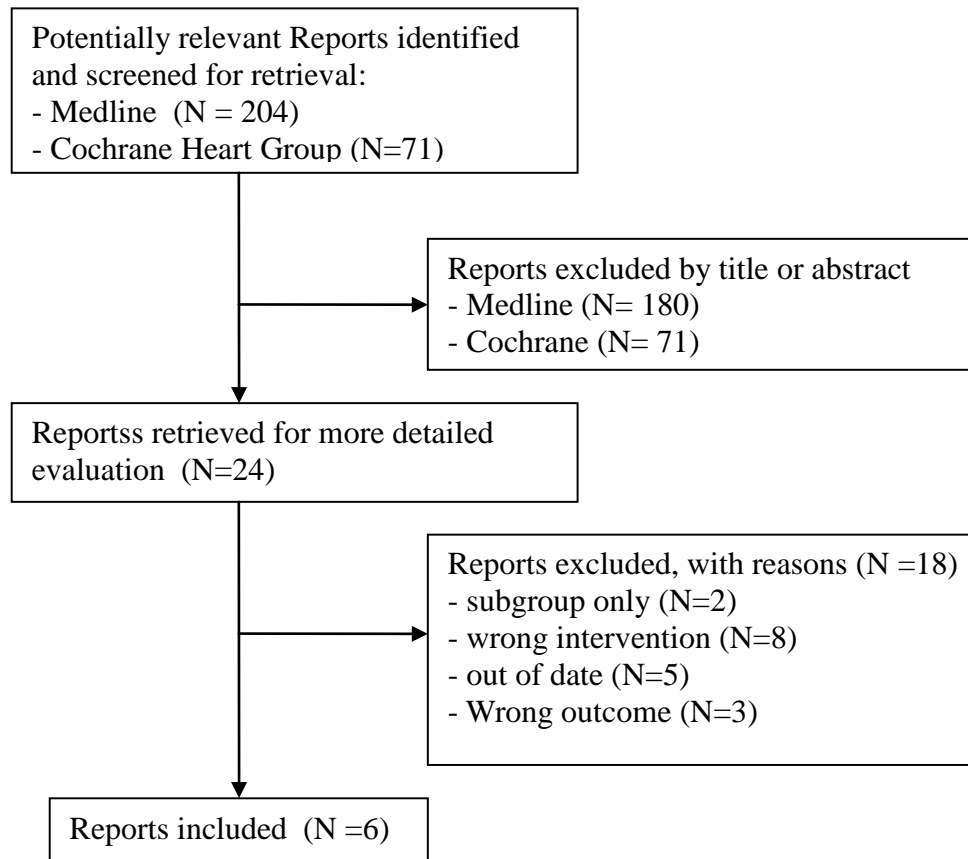 Potentially relevant Reports identified
and screened for retrieval:
- Medline  (N = 204)
- Cochrane Heart Group (N=71)
Reports excluded by title or abstract
- Medline (N= 180)
- Cochrane (N= 71)
Reportss retrieved for more detailed
evaluation  (N=24)
Reports excluded, with reasons (N =18)
- subgroup only (N=2)
- wrong intervention (N=8)
- out of date (N=5)
- Wrong outcome (N=3)
Reports included  (N =6)